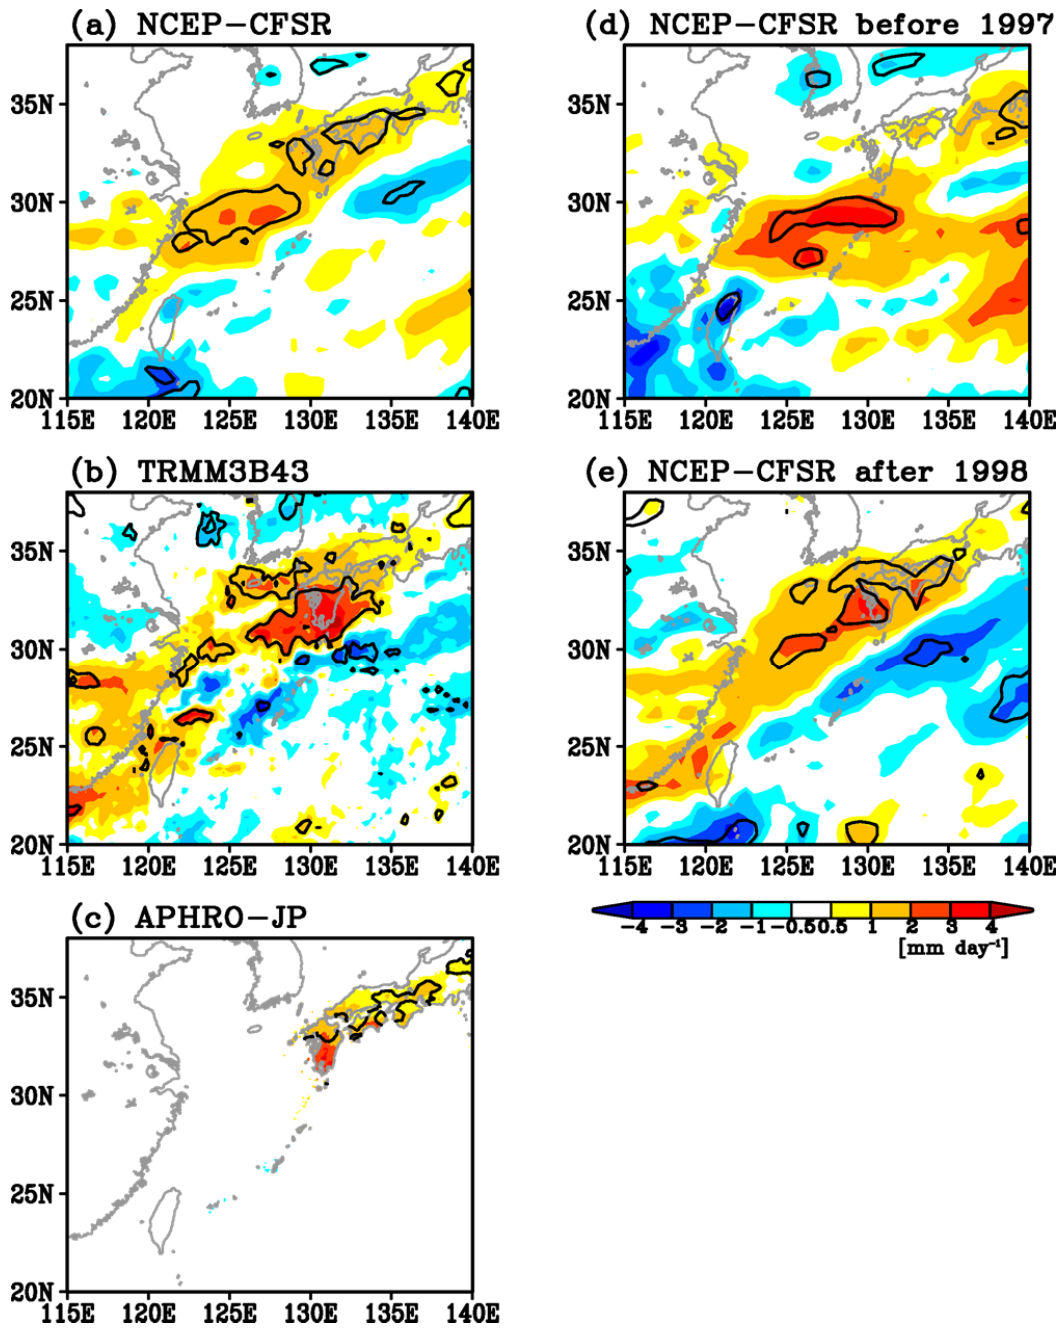 (a) NCEP-CFSR
35N
30N
25N
20N
115E 120E 125E 130E 135E 140E
(d) NCEP-CFSR before 1997
35N
30N
25N
20N
115E 120E 125E 130E 135E 140E
(b) TRMM3B43
35N
30N
25N
20N
115E 120E 125E 130E 135E 140E
(e) NCEP-CFSR after 1998
35N
30N
25N
20N
115E 120E 125E 130E 135E 140E
-4 -3 -2 -1 -0.5 0.5 1 2 3 4
[mm day⁻¹]
(c) APHRO-JP
35N
30N
25N
20N
115E 120E 125E 130E 135E 140E